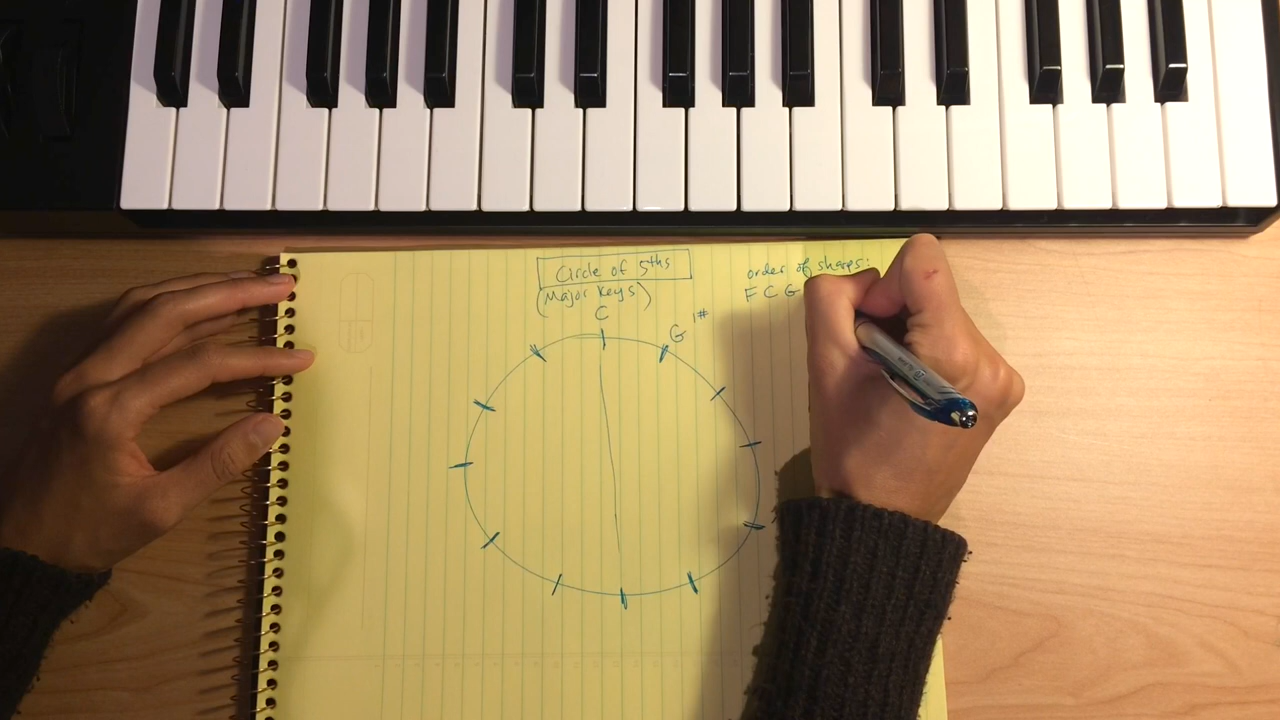 Circle of 5ths
(Major Keys)
order of sharps:
F C G
C
G 1#